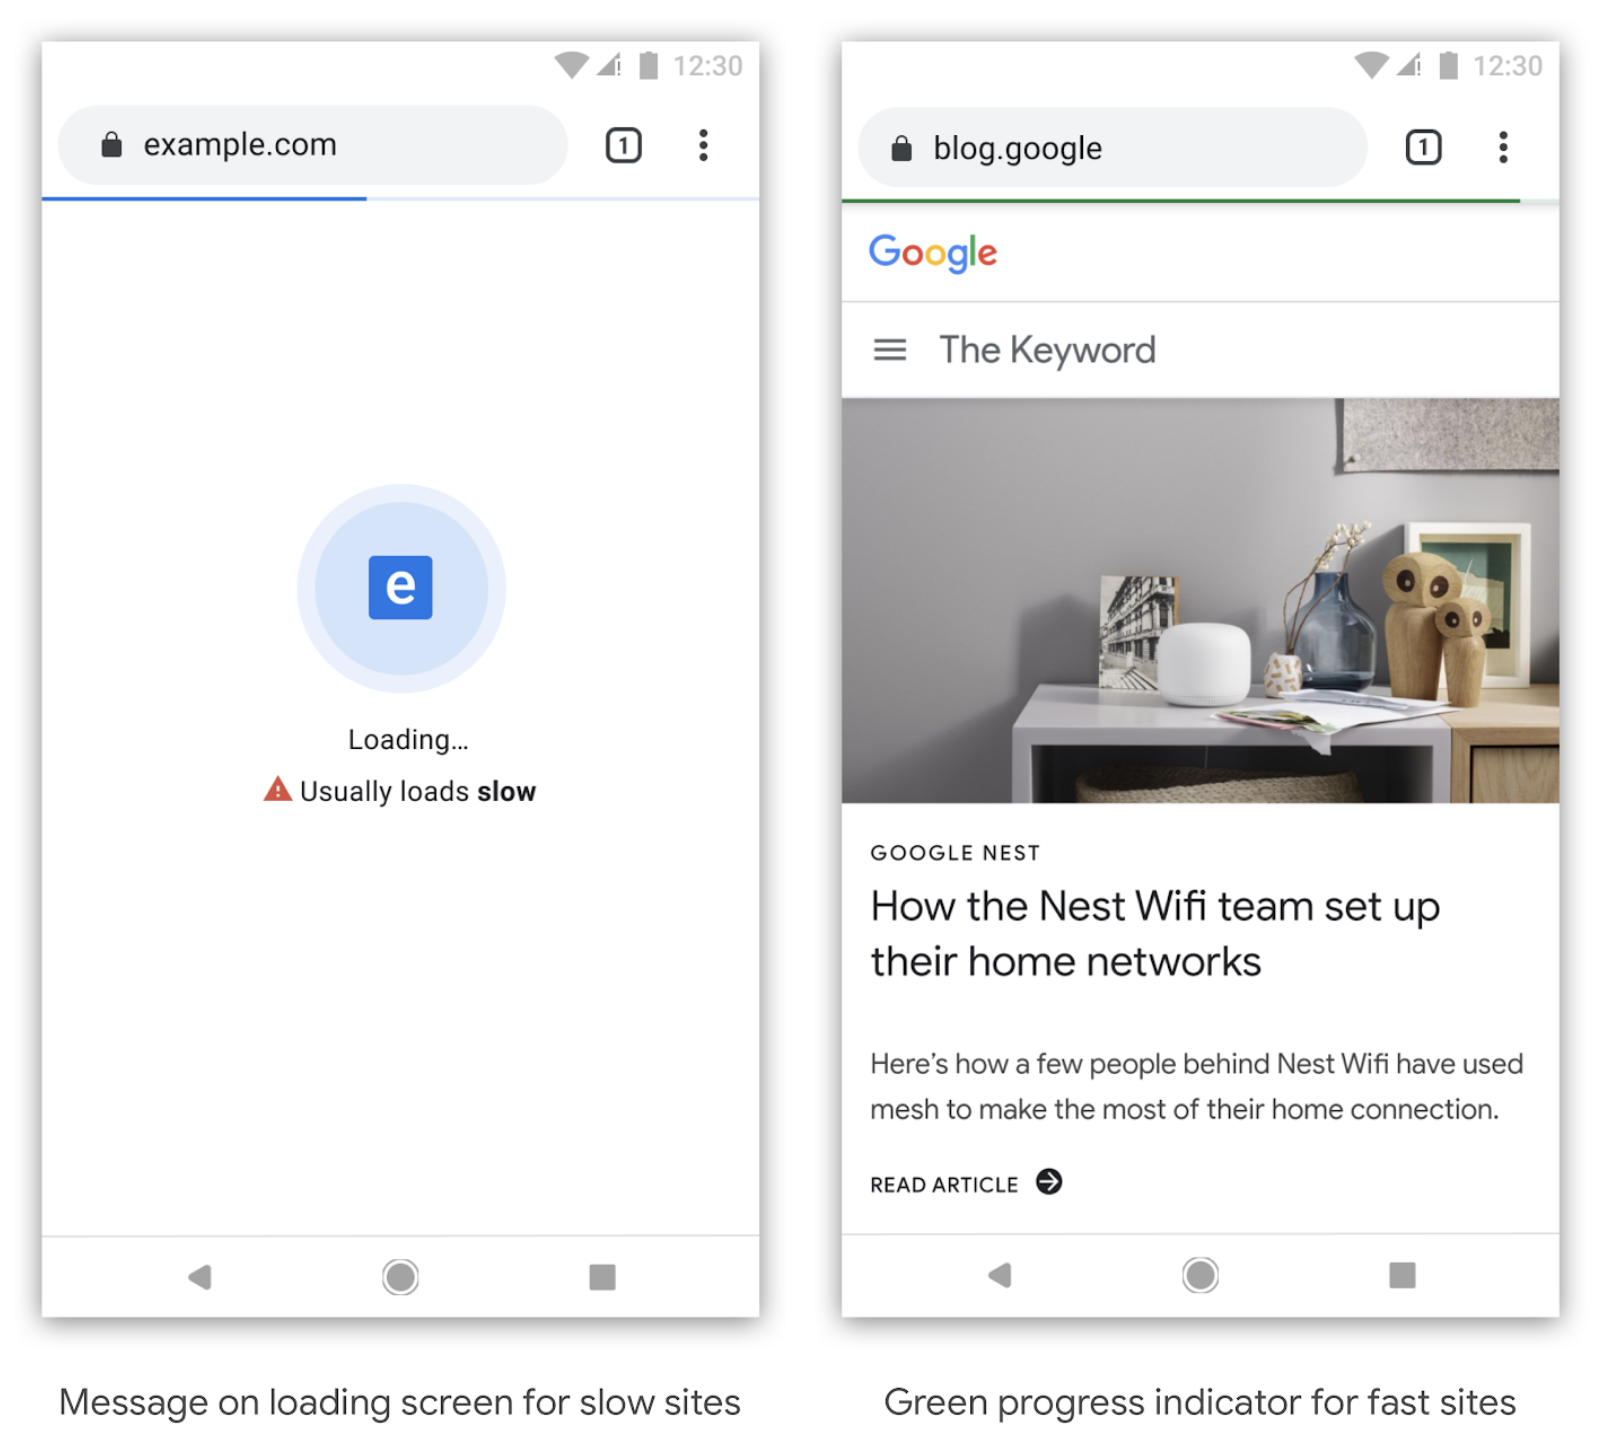 12:30
example.com
1
e
Loading...
Usually loads slow
Message on loading screen for slow sites
12:30
blog.google
1
Google
The Keyword
GOOGLE NEST
How the Nest Wifi team set up
their home networks
Here’s how a few people behind Nest Wifi have used
mesh to make the most of their home connection.
READ ARTICLE
Green progress indicator for fast sites